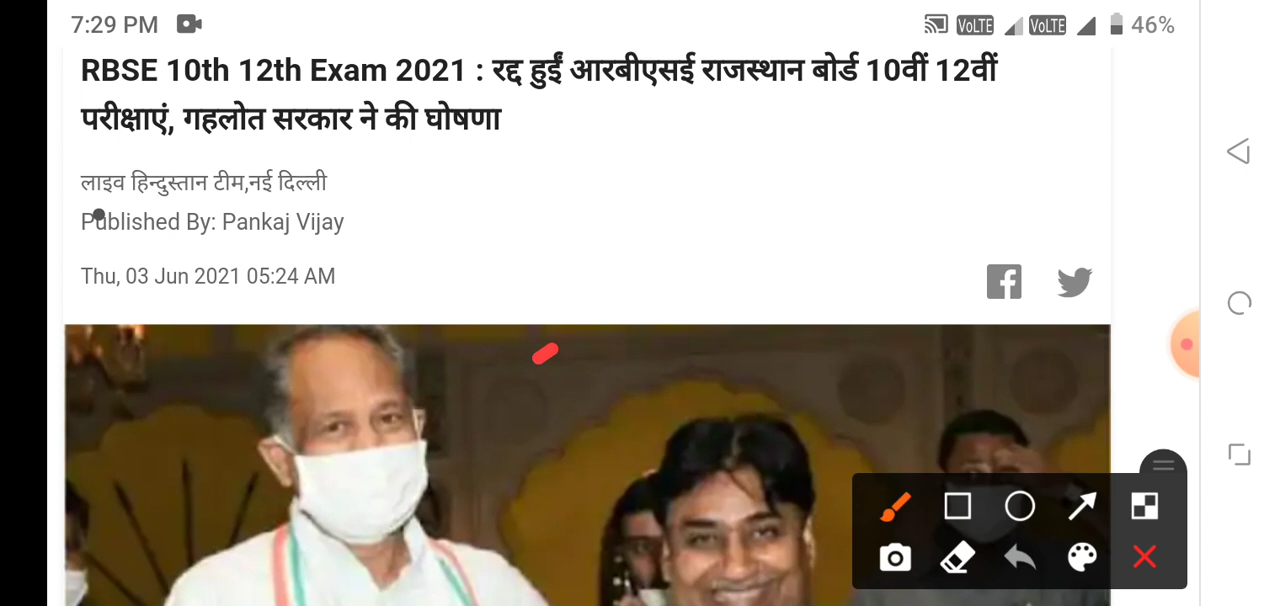 7:29 PM VoLTE VoLTE 46%
RBSE 10th 12th Exam 2021 : रद्द हुईं आरबीएसई राजस्थान बोर्ड 10वीं 12वीं
परीक्षाएं, गहलोत सरकार ने की घोषणा
लाइव हिन्दुस्तान टीम,नई दिल्ली
Published By: Pankaj Vijay
Thu, 03 Jun 2021 05:24 AM